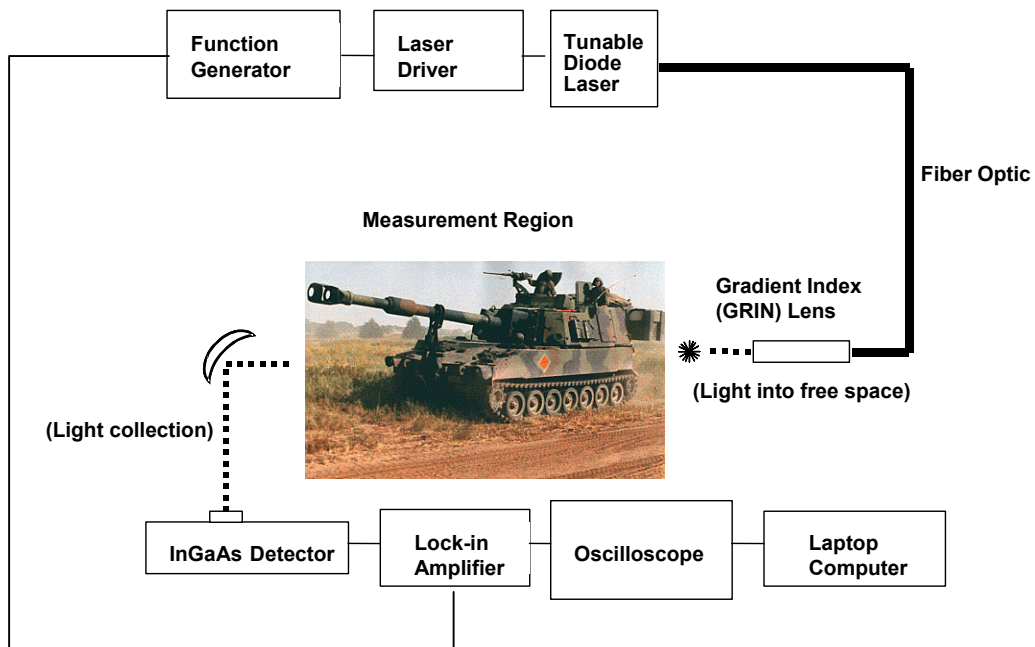 Function
Generator
Laser
Driver
Tunable
Diode
Laser
Fiber Optic
Measurement Region
Gradient Index
(GRIN) Lens
(Light into free space)
(Light collection)
InGaAs Detector
Lock-in
Amplifier
Oscilloscope
Laptop
Computer